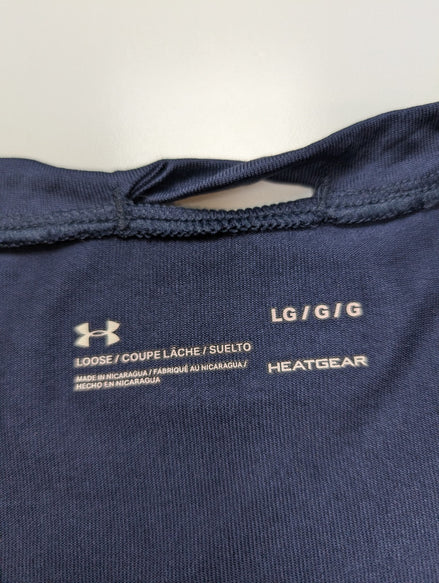 LG / G / G
LOOSE / COUPE LÂCHE / SUELTO
MADE IN NICARAGUA / FABRIQUÉ AU NICARAGUA /
HECHO EN NICARAGUA
HEATGEAR